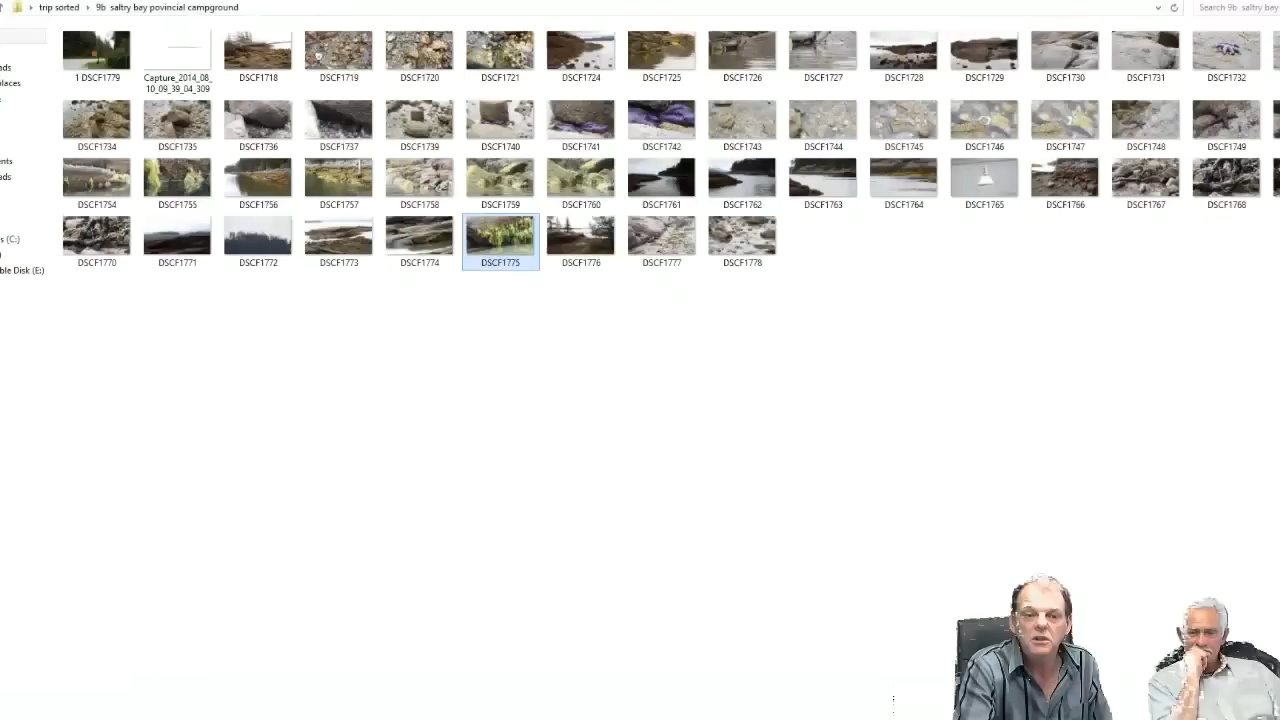 trip sorted
9b saltry bay povincial campground
Search 9b saltry bay
ads
places
ents
ads
s (C:)
ble Disk (E:)
1 DSCF1779
Capture_2014_08_
10_09_39_04_309
DSCF1718
DSCF1719
DSCF1720
DSCF1721
DSCF1724
DSCF1725
DSCF1726
DSCF1727
DSCF1728
DSCF1729
DSCF1730
DSCF1731
DSCF1732
DSCF1734
DSCF1735
DSCF1736
DSCF1737
DSCF1739
DSCF1740
DSCF1741
DSCF1742
DSCF1743
DSCF1744
DSCF1745
DSCF1746
DSCF1747
DSCF1748
DSCF1749
DSCF1754
DSCF1755
DSCF1756
DSCF1757
DSCF1758
DSCF1759
DSCF1760
DSCF1761
DSCF1762
DSCF1763
DSCF1764
DSCF1765
DSCF1766
DSCF1767
DSCF1768
DSCF1770
DSCF1771
DSCF1772
DSCF1773
DSCF1774
DSCF1775
DSCF1776
DSCF1777
DSCF1778